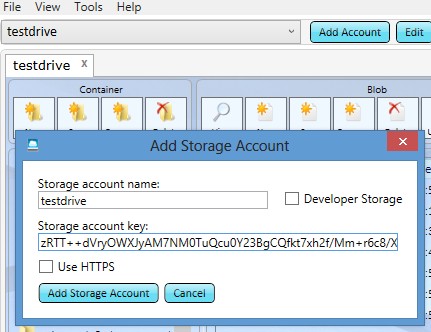 File View Tools Help
testdrive Add Account Edit
testdrive x
Container Blob
Add Storage Account
Storage account name:
testdrive Developer Storage
Storage account key:
zRTT++dVryOWXJyAM7NM0TuQcu0Y23BgCQfkt7xh2f/Mm+r6c8/X
Use HTTPS
Add Storage Account Cancel